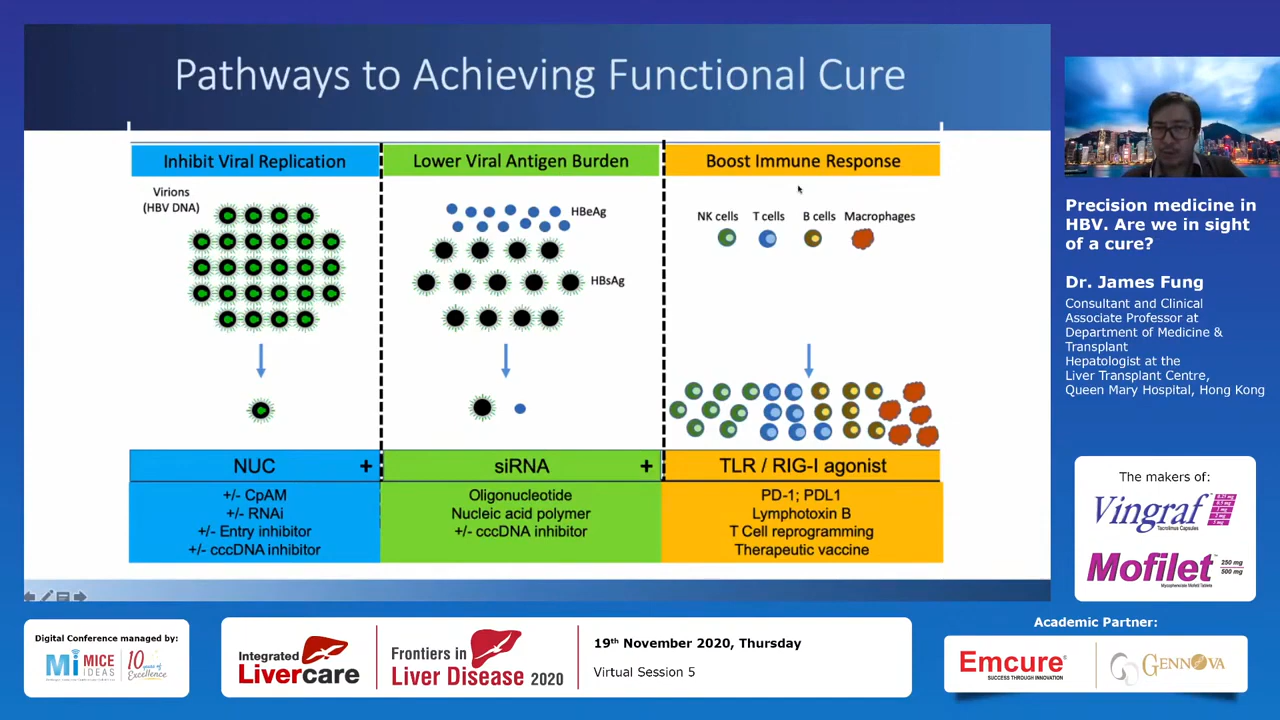 Pathways to Achieving Functional Cure
Inhibit Viral Replication
Lower Viral Antigen Burden
Boost Immune Response
Virions
(HBV DNA)
HBeAg
HBsAg
NK cells
T cells
B cells
Macrophages
NUC +
siRNA +
TLR / RIG-I agonist
+/- CpAM
+/- RNAi
+/- Entry inhibitor
+/- cccDNA inhibitor
Oligonucleotide
Nucleic acid polymer
+/- cccDNA inhibitor
PD-1; PDL1
Lymphotoxin B
T Cell reprogramming
Therapeutic vaccine
Precision medicine in
HBV. Are we in sight
of a cure?
Dr. James Fung
Consultant and Clinical
Associate Professor at
Department of Medicine &
Transplant
Hepatologist at the
Liver Transplant Centre,
Queen Mary Hospital, Hong Kong
The makers of:
Vingraf
Tacrolimus Capsules
Mofilet
250 mg
500 mg
Mycophenolate Mofetil Tablets
Digital Conference managed by:
Mi MICE IDEAS
10 years of Excellence
Integrated
Livercare
Frontiers in
Liver Disease 2020
19th November 2020, Thursday
Virtual Session 5
Academic Partner:
Emcure®
SUCCESS THROUGH INNOVATION
GENNOVA